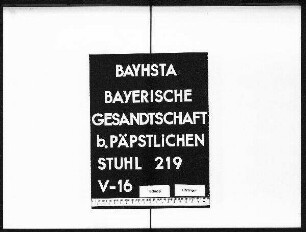 BAYHSTA
BAYERISCHE
GESANDTSCHAFT
b. PÄPSTLICHEN
STUHL 219
V-16